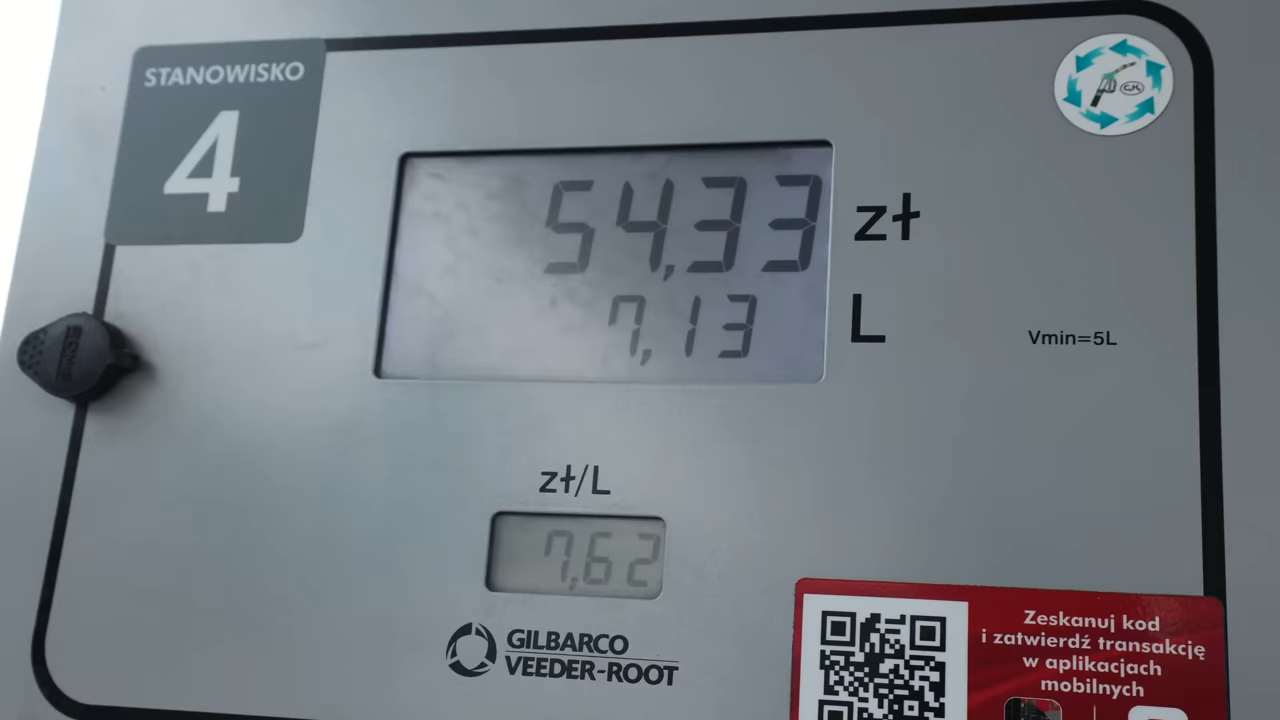 STANOWISKO
4
54,33 zł
7,13 L
Vmin=5L
zł/L
7,62
GILBARCO
VEEDER-ROOT
Zeskanuj kod
i zatwierdź transakcję
w aplikacjach
mobilnych